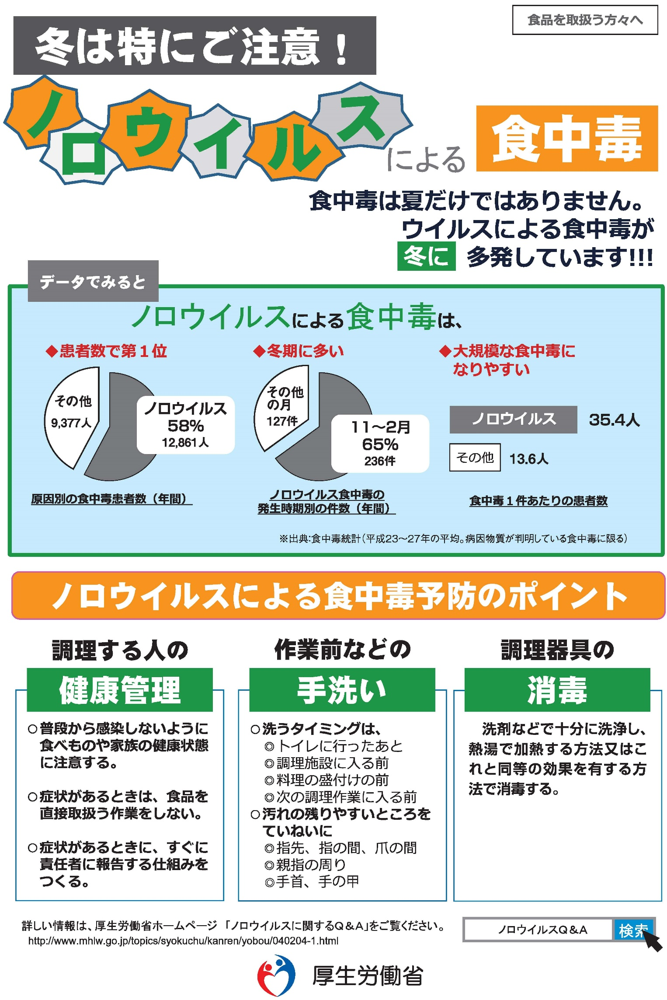 食品を取扱う方々へ
冬は特にご注意！
ノロウイルス
による
食中毒
食中毒は夏だけではありません。
ウイルスによる食中毒が
冬に 多発しています!!!
データでみると
ノロウイルスによる食中毒は、
◆患者数で第１位
その他
9,377人
ノロウイルス
58%
12,861人
原因別の食中毒患者数（年間）
◆冬期に多い
その他
の月
127件
11～2月
65%
236件
ノロウイルス食中毒の
発生時期別の件数（年間）
◆大規模な食中毒に
なりやすい
ノロウイルス 35.4人
その他 13.6人
食中毒１件あたりの患者数
※出典:食中毒統計（平成23～27年の平均。病因物質が判明している食中毒に限る）
ノロウイルスによる食中毒予防のポイント
調理する人の
健康管理
○普段から感染しないように
食べものや家族の健康状態
に注意する。
○症状があるときは、食品を
直接取扱う作業をしない。
○症状があるときに、すぐに
責任者に報告する仕組みを
つくる。
作業前などの
手洗い
○洗うタイミングは、
◎トイレに行ったあと
◎調理施設に入る前
◎料理の盛付けの前
◎次の調理作業に入る前
○汚れの残りやすいところを
ていねいに
◎指先、指の間、爪の間
◎親指の周り
◎手首、手の甲
調理器具の
消毒
洗剤などで十分に洗浄し、
熱湯で加熱する方法又はこ
れと同等の効果を有する方
法で消毒する。
詳しい情報は、厚生労働省ホームページ 「ノロウイルスに関するＱ＆Ａ」をご覧ください。
http://www.mhlw.go.jp/topics/syokuchu/kanren/yobou/040204-1.html
ノロウイルスＱ＆Ａ 検索
厚生労働省